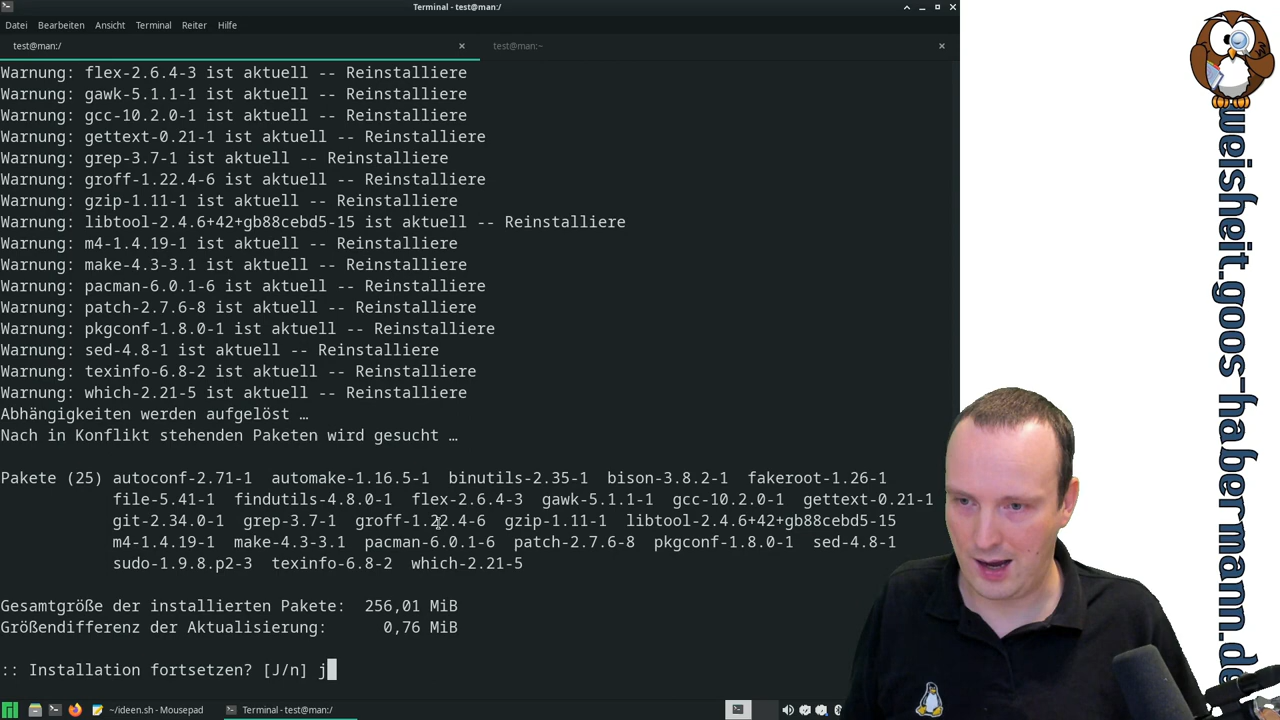 Terminal - test@man:/
Datei Bearbeiten Ansicht Terminal Reiter Hilfe
test@man:/
test@man:~
Warnung: flex-2.6.4-3 ist aktuell -- Reinstalliere
Warnung: gawk-5.1.1-1 ist aktuell -- Reinstalliere
Warnung: gcc-10.2.0-1 ist aktuell -- Reinstalliere
Warnung: gettext-0.21-1 ist aktuell -- Reinstalliere
Warnung: grep-3.7-1 ist aktuell -- Reinstalliere
Warnung: groff-1.22.4-6 ist aktuell -- Reinstalliere
Warnung: gzip-1.11-1 ist aktuell -- Reinstalliere
Warnung: libtool-2.4.6+42+gb88cebd5-15 ist aktuell -- Reinstalliere
Warnung: m4-1.4.19-1 ist aktuell -- Reinstalliere
Warnung: make-4.3-3.1 ist aktuell -- Reinstalliere
Warnung: pacman-6.0.1-6 ist aktuell -- Reinstalliere
Warnung: patch-2.7.6-8 ist aktuell -- Reinstalliere
Warnung: pkgconf-1.8.0-1 ist aktuell -- Reinstalliere
Warnung: sed-4.8-1 ist aktuell -- Reinstalliere
Warnung: texinfo-6.8-2 ist aktuell -- Reinstalliere
Warnung: which-2.21-5 ist aktuell -- Reinstalliere
Abhängigkeiten werden aufgelöst …
Nach in Konflikt stehenden Paketen wird gesucht …
Pakete (25) autoconf-2.71-1 automake-1.16.5-1 binutils-2.35-1 bison-3.8.2-1 fakeroot-1.26-1
file-5.41-1 findutils-4.8.0-1 flex-2.6.4-3 gawk-5.1.1-1 gcc-10.2.0-1 gettext-0.21-1
git-2.34.0-1 grep-3.7-1 groff-1.22.4-6 gzip-1.11-1 libtool-2.4.6+42+gb88cebd5-15
m4-1.4.19-1 make-4.3-3.1 pacman-6.0.1-6 patch-2.7.6-8 pkgconf-1.8.0-1 sed-4.8-1
sudo-1.9.8.p2-3 texinfo-6.8-2 which-2.21-5
Gesamtgröße der installierten Pakete: 256,01 MiB
Größendifferenz der Aktualisierung: 0,76 MiB
:: Installation fortsetzen? [J/n] j
~/ideen.sh - Mousepad
Terminal - test@man:/
weisheit.goos-habermann.de